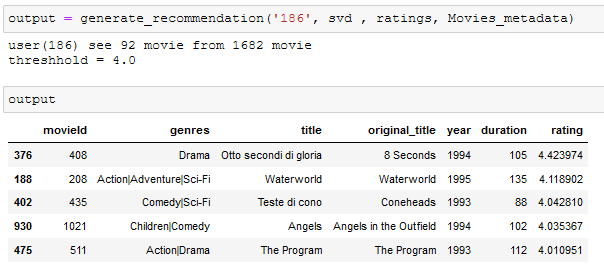 output = generate_recommendation('186', svd , ratings, Movies_metadata)
user(186) see 92 movie from 1682 movie
threshhold = 4.0
output
movieId genres title original_title year duration rating
376 408 Drama Otto secondi di gloria 8 Seconds 1994 105 4.423974
188 208 Action|Adventure|Sci-Fi Waterworld Waterworld 1995 135 4.118902
402 435 Comedy|Sci-Fi Teste di cono Coneheads 1993 88 4.042810
930 1021 Children|Comedy Angels Angels in the Outfield 1994 102 4.035367
475 511 Action|Drama The Program The Program 1993 112 4.010951